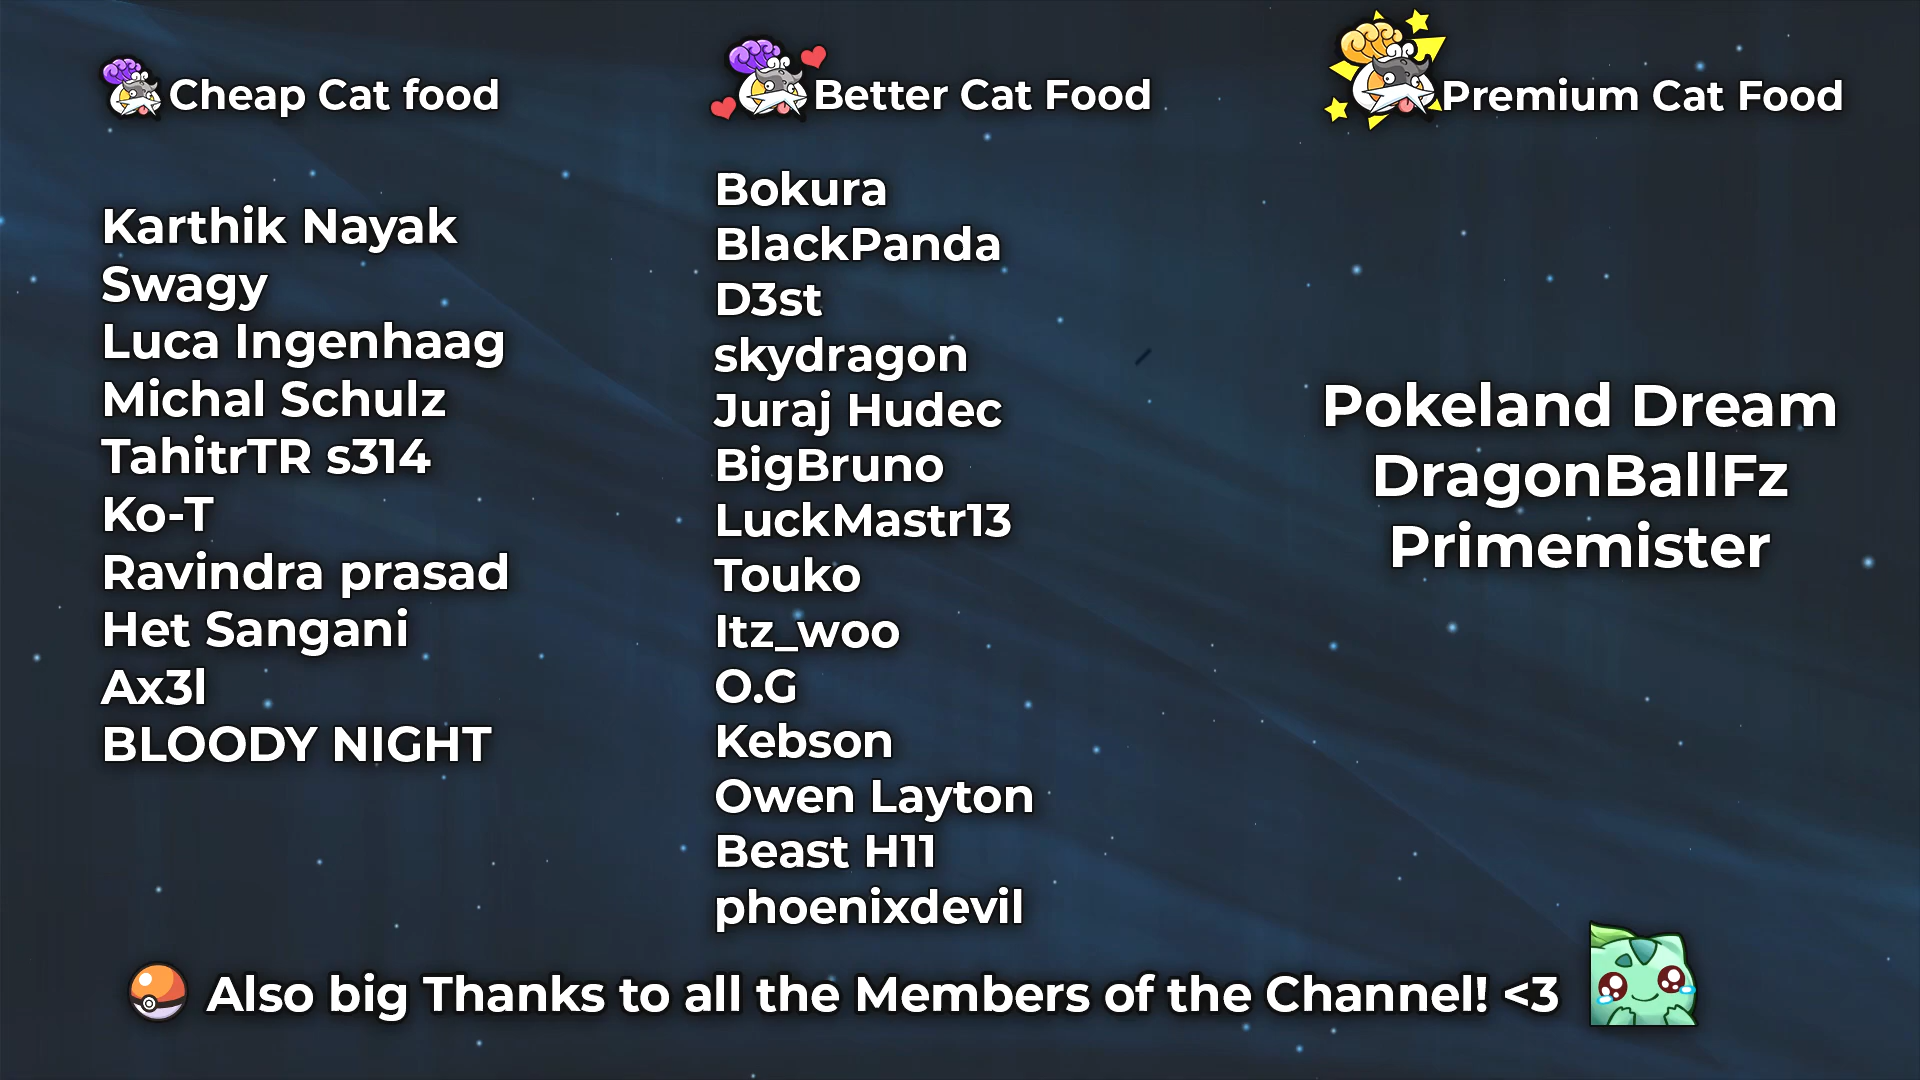 Cheap Cat food
Karthik Nayak
Swagy
Luca Ingenhaag
Michal Schulz
TahitrTR s314
Ko-T
Ravindra prasad
Het Sangani
Ax3l
BLOODY NIGHT
Better Cat Food
Bokura
BlackPanda
D3st
skydragon
Juraj Hudec
BigBruno
LuckMastr13
Touko
Itz_woo
O.G
Kebson
Owen Layton
Beast H11
phoenixdevil
Premium Cat Food
Pokeland Dream
DragonBallFz
Primemister
Also big Thanks to all the Members of the Channel! <3